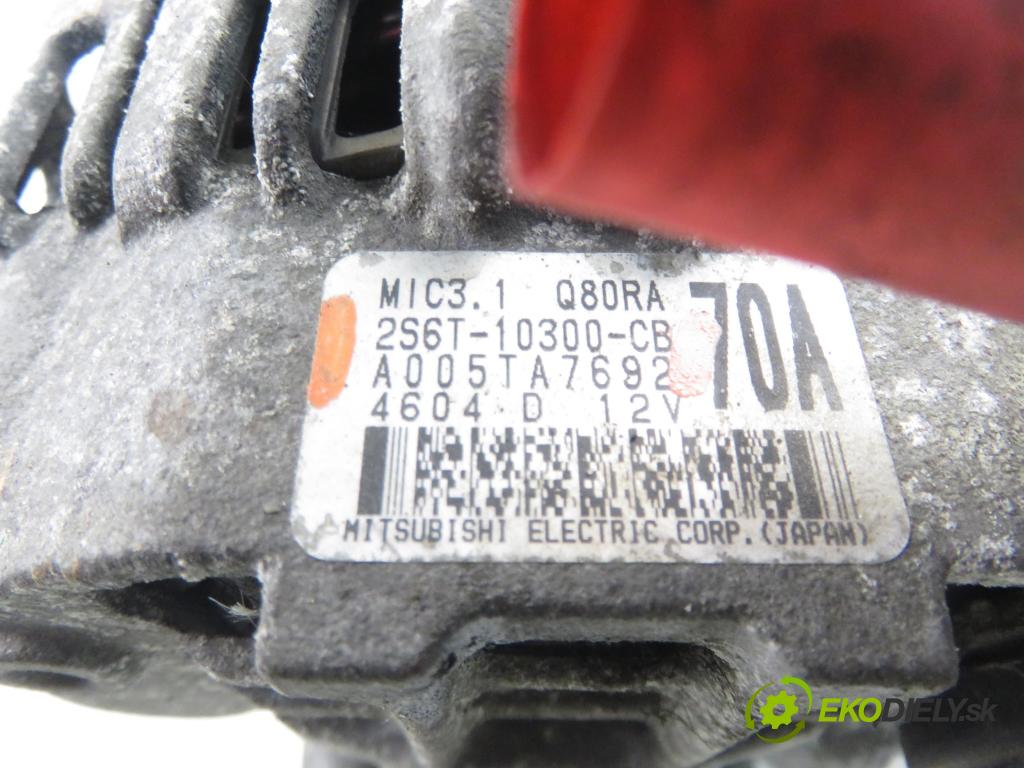 MIC3.1 Q80RA 70A
2S6T-10300-CB
A005TA7692
4604 D 12V
MITSUBISHI ELECTRIC CORP.(JAPAN)
EKODIELY.sk